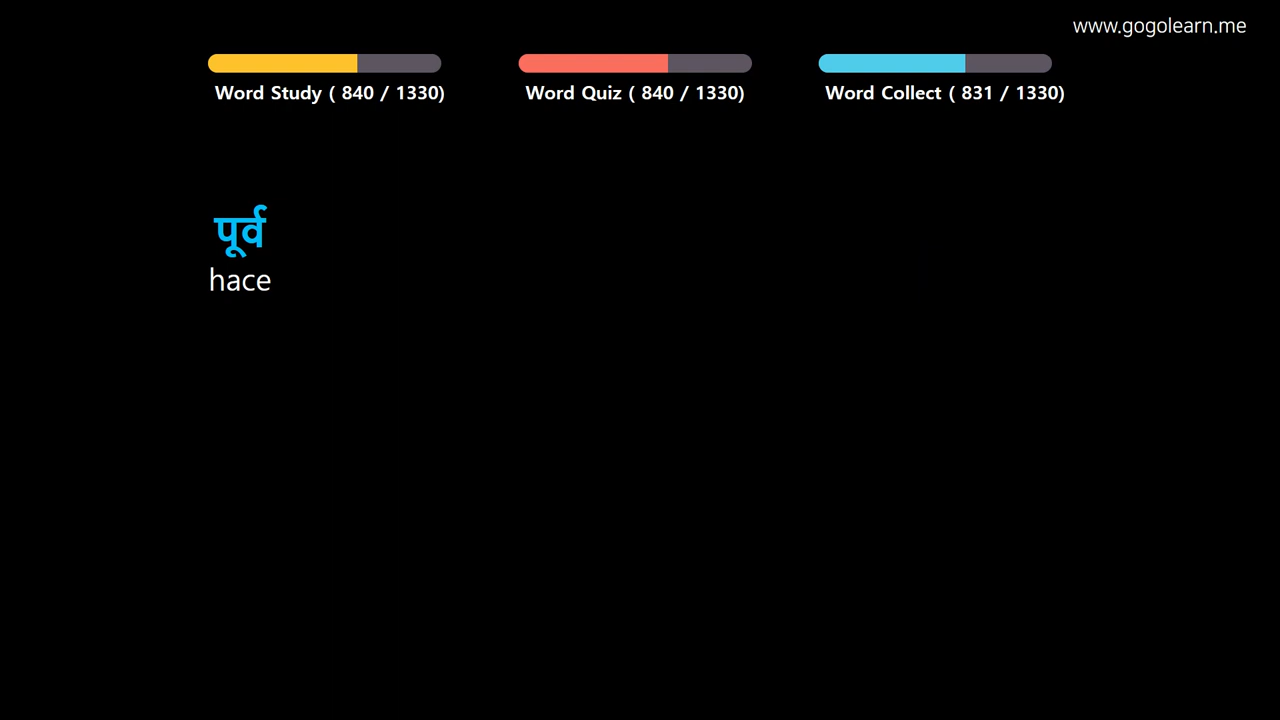 www.gogolearn.me
Word Study ( 840 / 1330)
Word Quiz ( 840 / 1330)
Word Collect ( 831 / 1330)
पूर्व
hace